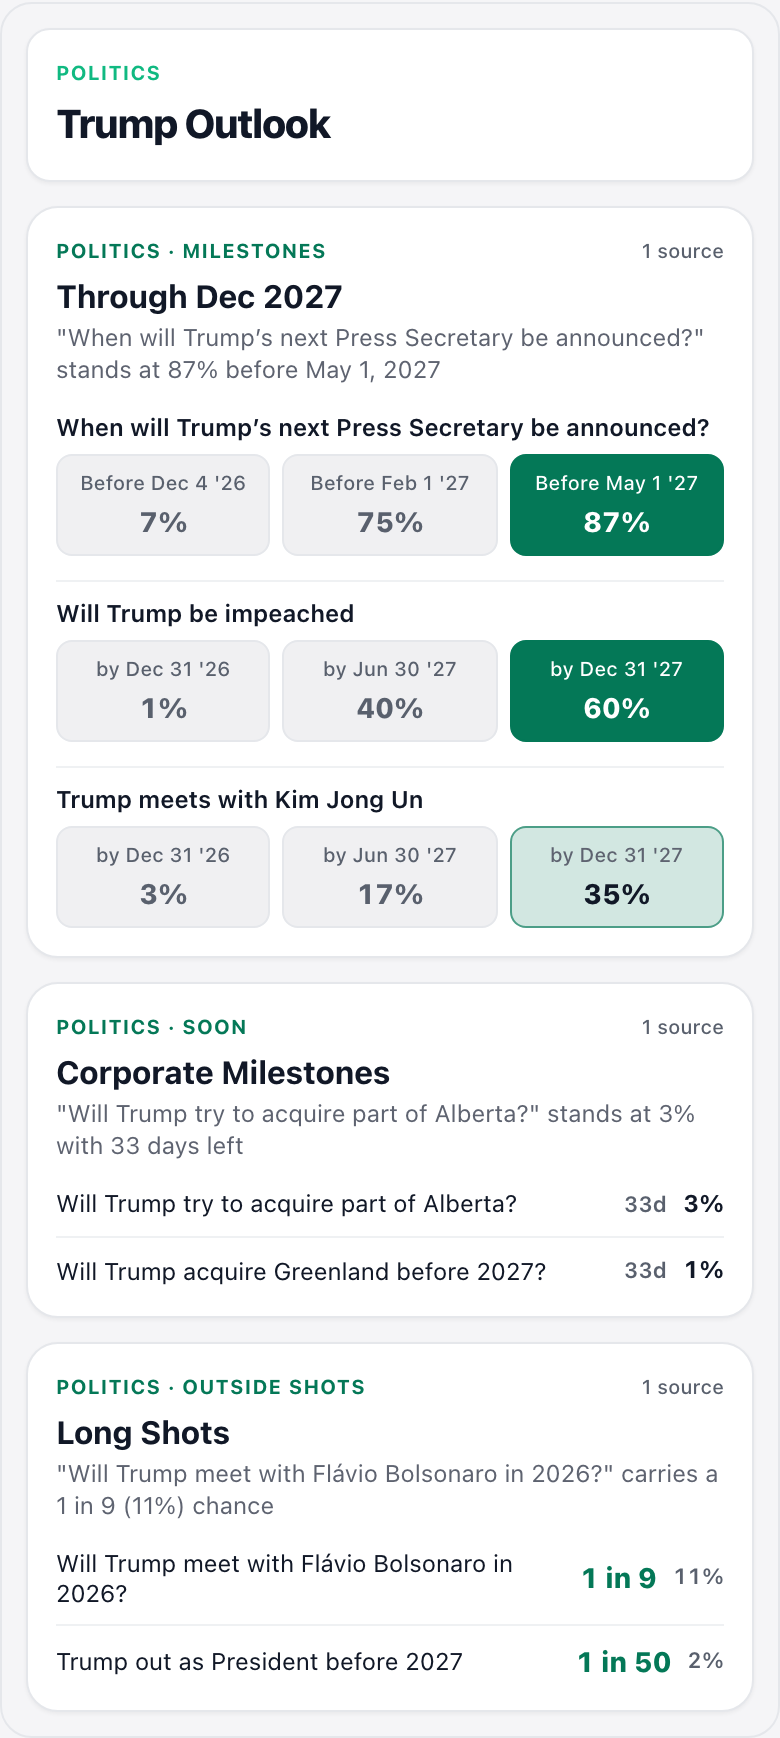 POLITICS
Trump Outlook
POLITICS · MILESTONES 1 source
Through Dec 2027
"When will Trump’s next Press Secretary be announced?"
stands at 87% before May 1, 2027
When will Trump’s next Press Secretary be announced?
Before Dec 4 '26 Before Feb 1 '27 Before May 1 '27
7% 75% 87%
Will Trump be impeached
by Dec 31 '26 by Jun 30 '27 by Dec 31 '27
1% 40% 60%
Trump meets with Kim Jong Un
by Dec 31 '26 by Jun 30 '27 by Dec 31 '27
3% 17% 35%
POLITICS · SOON 1 source
Corporate Milestones
"Will Trump try to acquire part of Alberta?" stands at 3%
with 33 days left
Will Trump try to acquire part of Alberta? 33d 3%
Will Trump acquire Greenland before 2027? 33d 1%
POLITICS · OUTSIDE SHOTS 1 source
Long Shots
"Will Trump meet with Flávio Bolsonaro in 2026?" carries a
1 in 9 (11%) chance
Will Trump meet with Flávio Bolsonaro in
2026? 1 in 9 11%
Trump out as President before 2027 1 in 50 2%